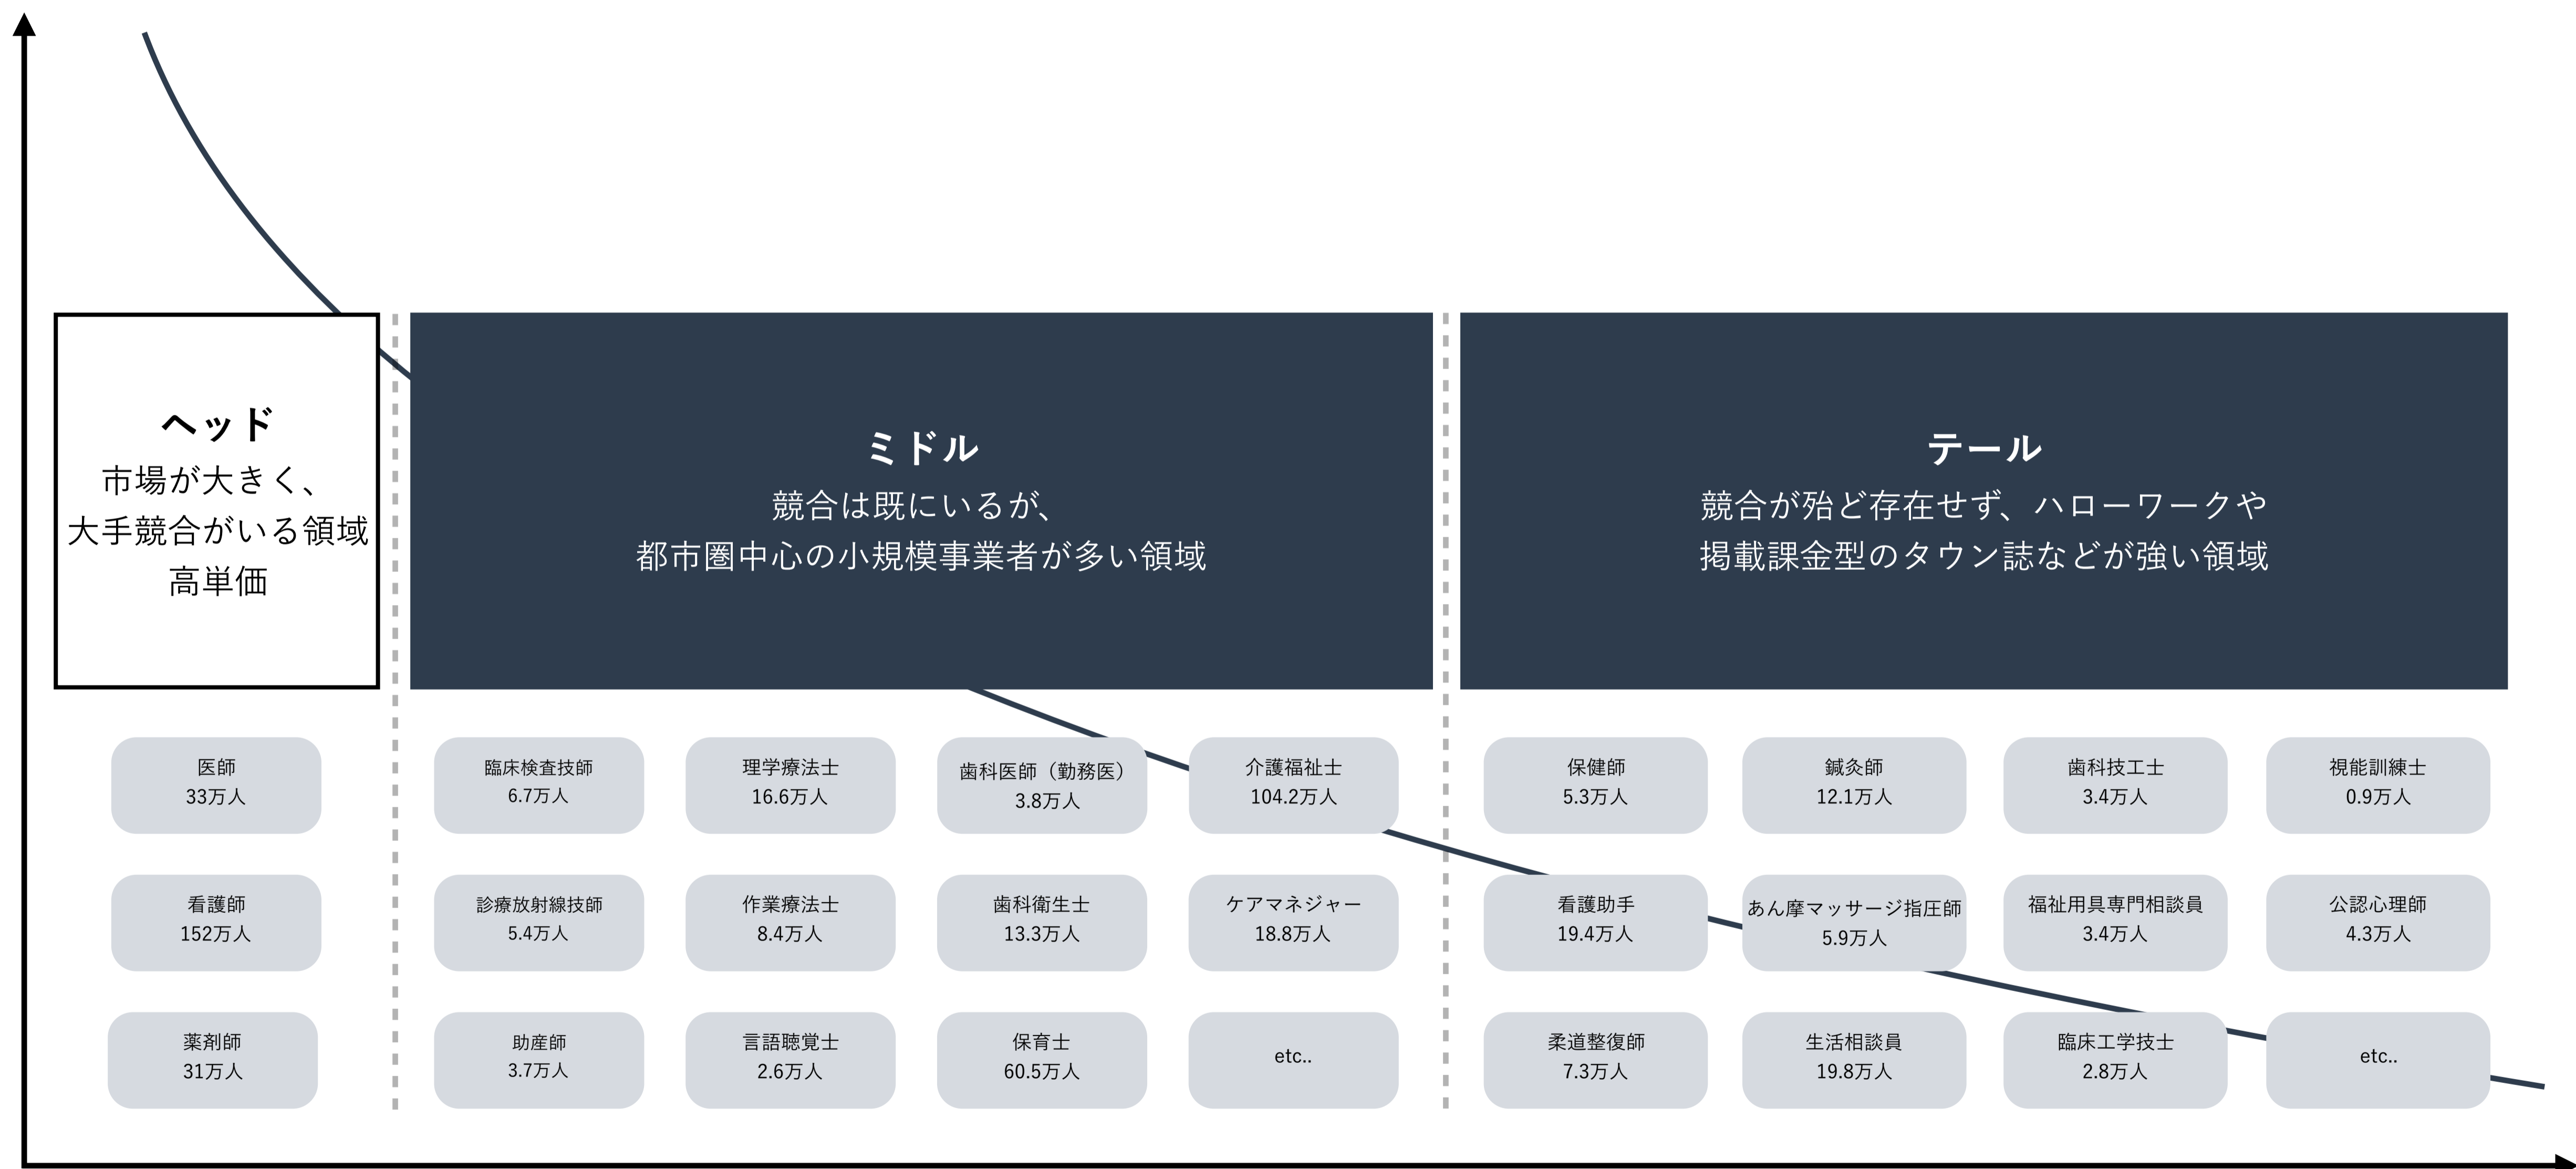 ヘッド
市場が大きく、
大手競合がいる領域
高単価
ミドル
競合は既にいるが、
都市圏中心の小規模事業者が多い領域
テール
競合が殆ど存在せず、ハローワークや
掲載課金型のタウン誌などが強い領域
医師
33万人
看護師
152万人
薬剤師
31万人
臨床検査技師
6.7万人
理学療法士
16.6万人
歯科医師（勤務医）
3.8万人
介護福祉士
104.2万人
診療放射線技師
5.4万人
作業療法士
8.4万人
歯科衛生士
13.3万人
ケアマネジャー
18.8万人
助産師
3.7万人
言語聴覚士
2.6万人
保育士
60.5万人
etc..
保健師
5.3万人
鍼灸師
12.1万人
歯科技工士
3.4万人
視能訓練士
0.9万人
看護助手
19.4万人
あん摩マッサージ指圧師
5.9万人
福祉用具専門相談員
3.4万人
公認心理師
4.3万人
柔道整復師
7.3万人
生活相談員
19.8万人
臨床工学技士
2.8万人
etc..